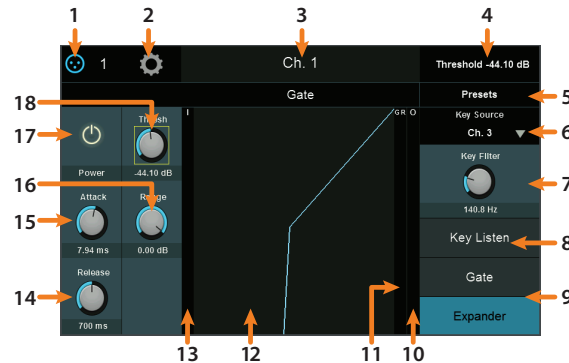 1 2 3 4
1 Ch. 1 Threshold -44.10 dB
Gate Presets 5
18 Thresh I GR O Key Source
17 Ch. 3 6
Power -44.10 dB Key Filter
16 Attack Range 7
15 7.94 ms 0.00 dB 140.8 Hz
Key Listen 8
Release Gate
14 9
700 ms Expander
13 12 11 10